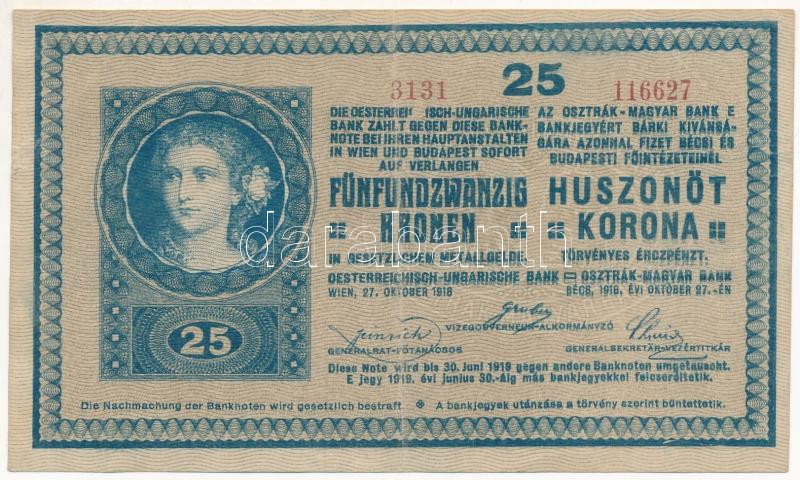 3131 25 116627
DIE OESTERREICHISCH-UNGARISCHE
BANK ZAHLT GEGEN DIESE BANK-
NOTE BEI IHREN HAUPTANSTALTEN
IN WIEN UND BUDAPEST SOFORT
AUF VERLANGEN
FÜNFUNDZWANZIG
KRONEN
IN GESETZLICHEM METALLGELDE.
OESTERREICHISCH-UNGARISCHE BANK
WIEN, 27. OKTOBER 1918
AZ OSZTRÁK-MAGYAR BANK E
BANKJEGYÉRT BÁRKI KIVÁNSÁ-
GÁRA AZONNAL FIZET BÉCSI ÉS
BUDAPESTI FŐINTÉZETEINÉL
HUSZONÖT
KORONA
TÖRVÉNYES ÉRCZPÉNZT.
OSZTRÁK-MAGYAR BANK
BÉCS, 1918. ÉVI OKTÓBER 27.-ÉN
darabanth
25
Gruber
VIZEGOUVERNEUR-ALKORMÁNYZÓ
GENERALRAT-FŐTANÁCSOS
GENERALSEKRETÄR-VEZÉRTITKÁR
Diese Note wird bis 30. Juni 1919 gegen andere Banknoten umgetauscht.
E jegy 1919. évi junius 30.-áig más bankjegyekkel felcseréltetik.
Die Nachmachung der Banknoten wird gesetzlich bestraft. ※ A bankjegyek utánzása a törvény szerint büntettetik.